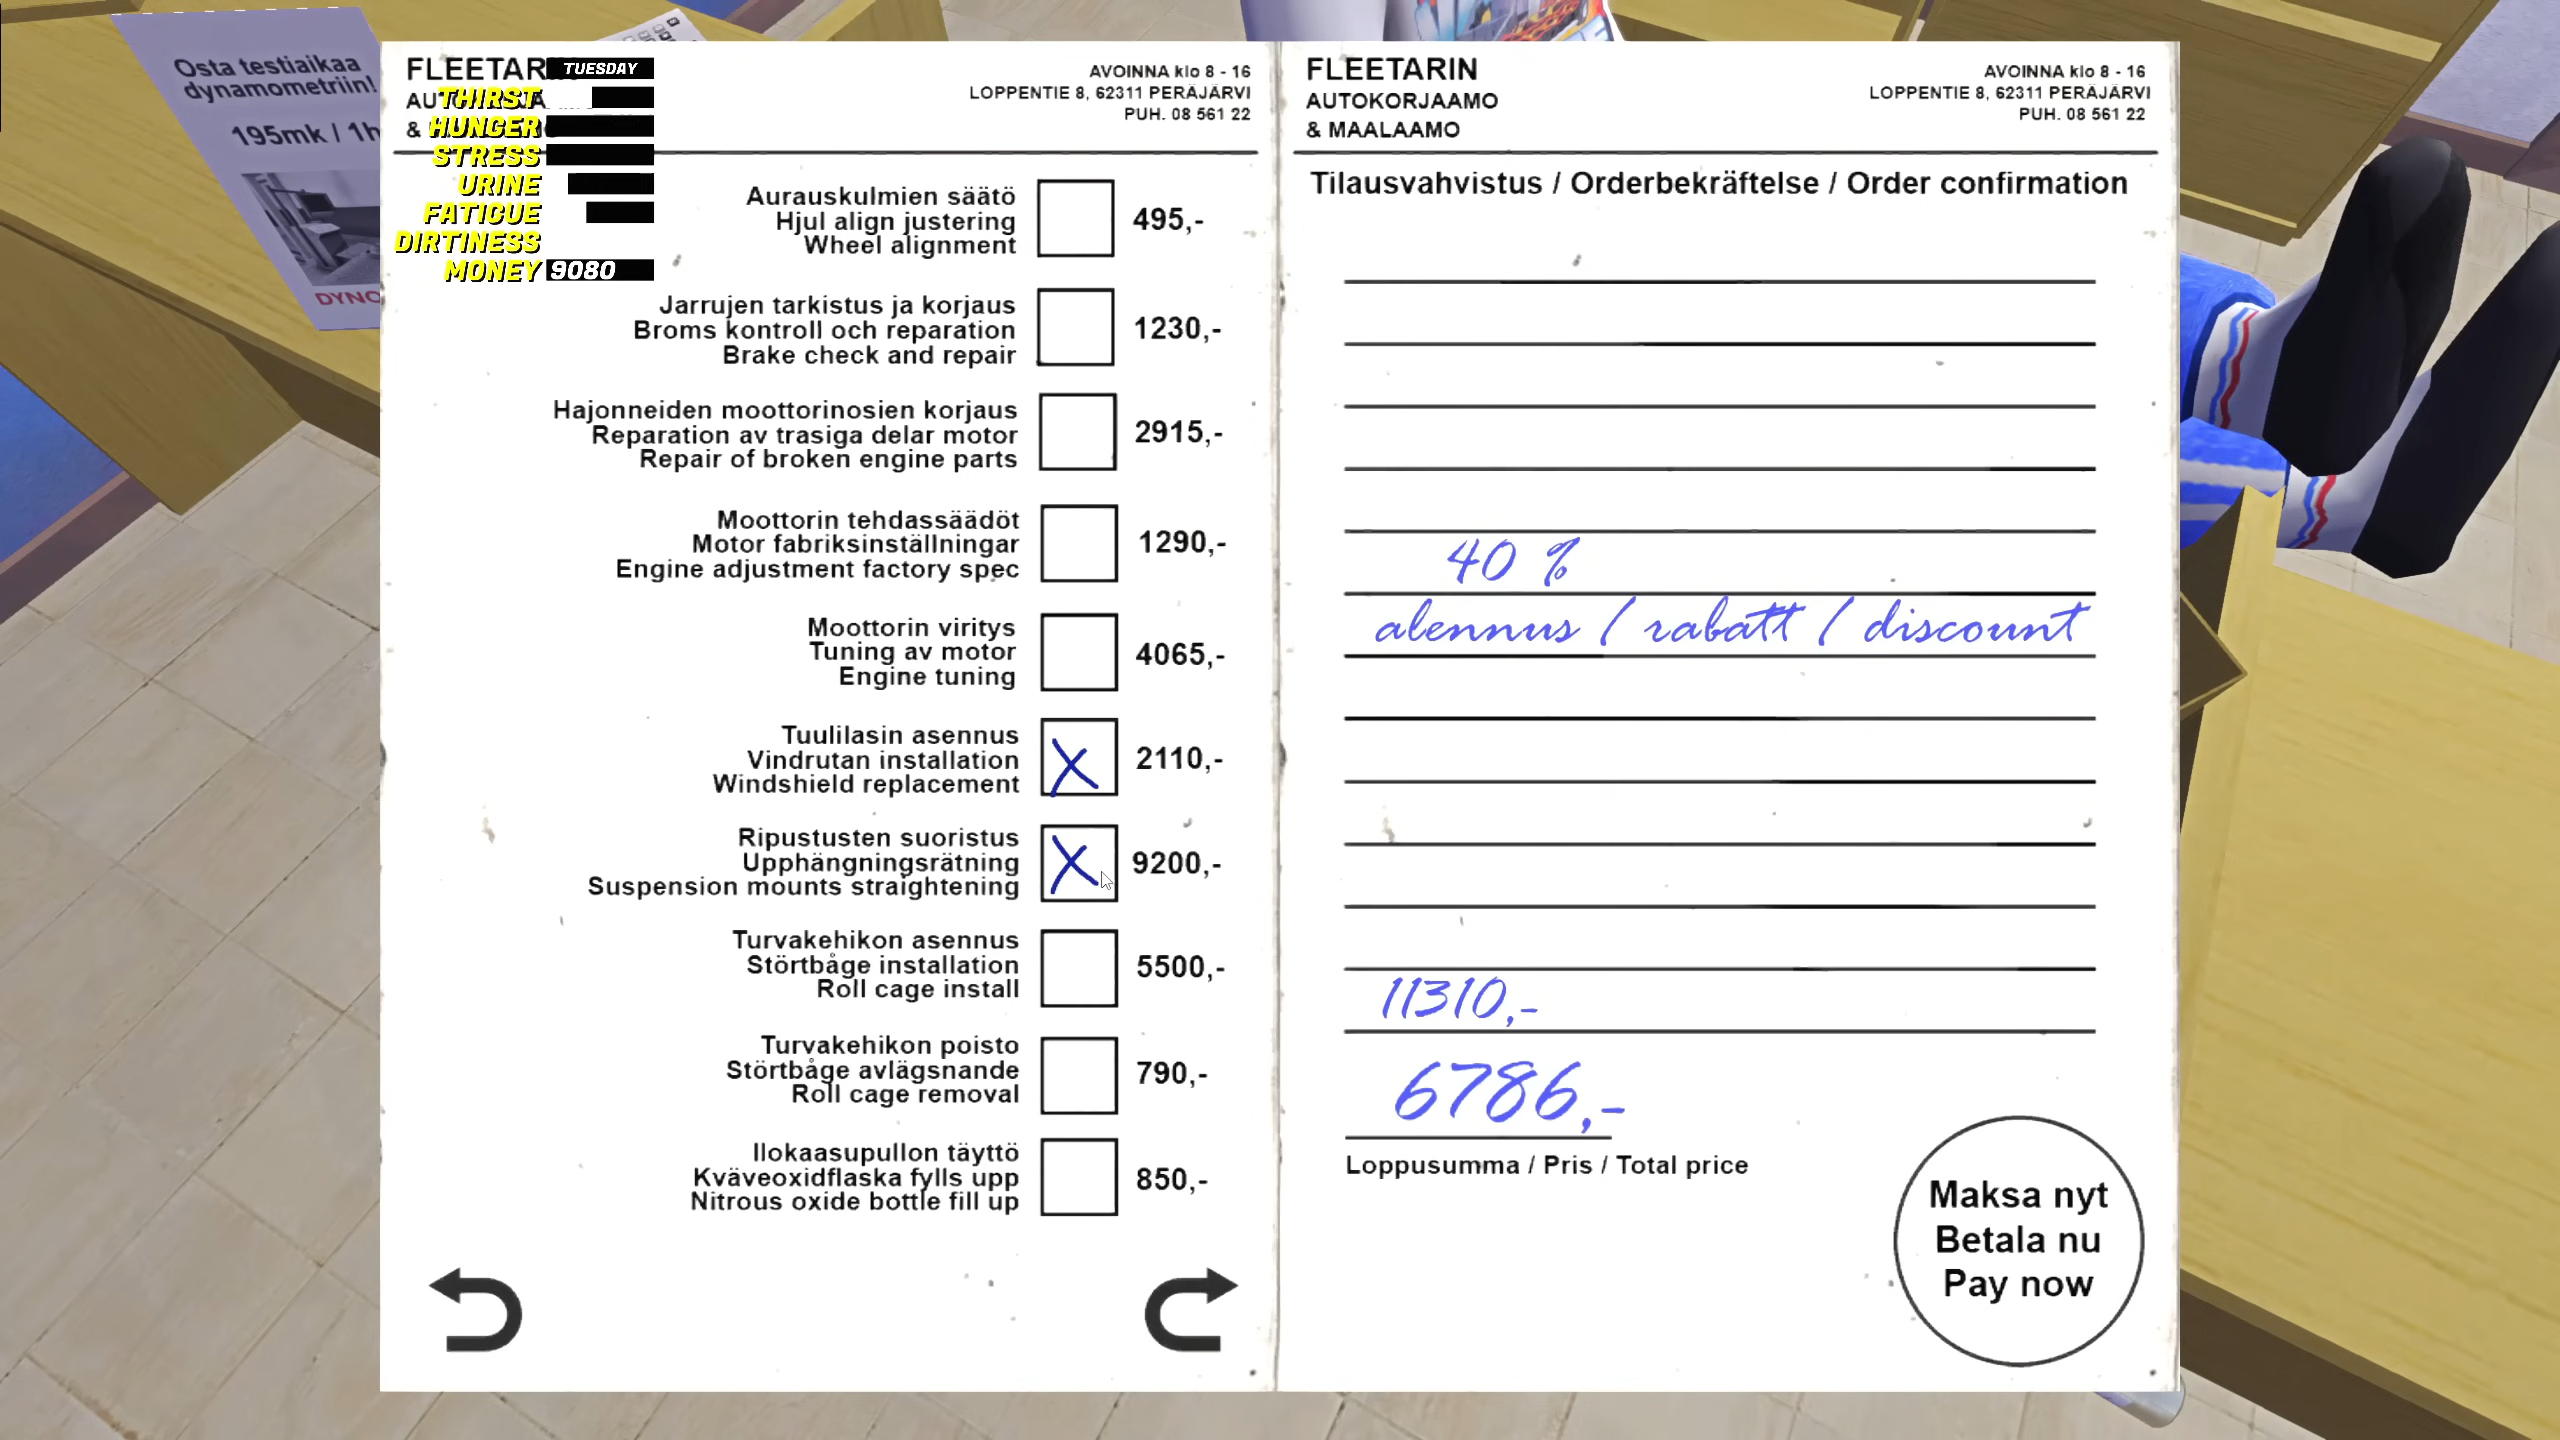 Osta testiaikaa
dynamometriin!
195mk / 1h
TUESDAY
THIRST
HUNGER
STRESS
URINE
FATIGUE
DIRTINESS
MONEY 9080
AVOINNA klo 8 - 16
LOPPENTIE 8, 62311 PERÄJÄRVI
PUH. 08 561 22
Aurauskulmien säätö
Hjul align justering
Wheel alignment
495,-
Jarrujen tarkistus ja korjaus
Broms kontroll och reparation
Brake check and repair
1230,-
Hajonneiden moottorinosien korjaus
Reparation av trasiga delar motor
Repair of broken engine parts
2915,-
Moottorin tehdassäädöt
Motor fabriksinställningar
Engine adjustment factory spec
1290,-
Moottorin viritys
Tuning av motor
Engine tuning
4065,-
Tuulilasin asennus
Vindrutan installation
Windshield replacement
X
2110,-
Ripustusten suoristus
Upphängningsrätning
Suspension mounts straightening
X
9200,-
Turvakehikon asennus
Störtbåge installation
Roll cage install
5500,-
Turvakehikon poisto
Störtbåge avlägsnande
Roll cage removal
790,-
Ilokaasupullon täyttö
Kväveoxidflaska fylls upp
Nitrous oxide bottle fill up
850,-
FLEETARIN
AUTOKORJAAMO
& MAALAAMO
AVOINNA klo 8 - 16
LOPPENTIE 8, 62311 PERÄJÄRVI
PUH. 08 561 22
Tilausvahvistus / Orderbekräftelse / Order confirmation
40 %
alennus / rabatt / discount
11310,-
6786,-
Loppusumma / Pris / Total price
Maksa nyt
Betala nu
Pay now